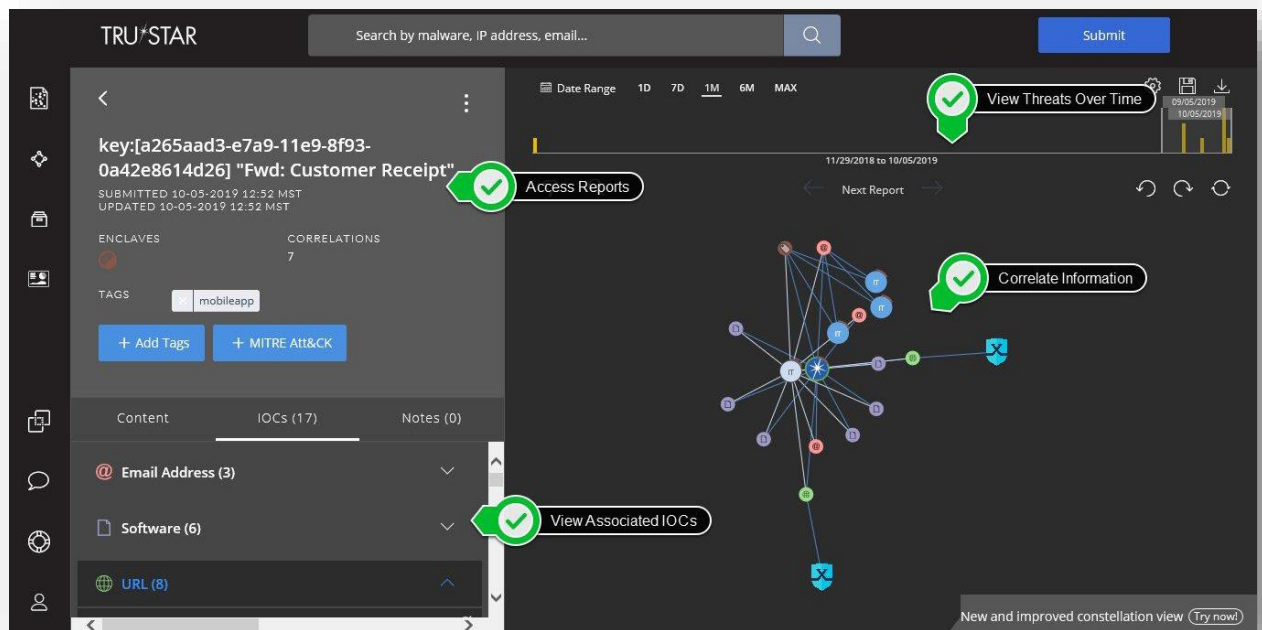 TRU✶STAR
Search by malware, IP address, email...
Submit
key:[a265aad3-e7a9-11e9-8f93-
0a42e8614d26] "Fwd: Customer Receipt"
SUBMITTED 10-05-2019 12:52 MST
UPDATED 10-05-2019 12:52 MST
ENCLAVES
CORRELATIONS
7
TAGS
mobileapp
+ Add Tags
+ MITRE Att&CK
Content
IOCs (17)
Notes (0)
@ Email Address (3)
Software (6)
URL (8)
Date Range 1D 7D 1M 6M MAX
View Threats Over Time
09/05/2019
10/05/2019
11/29/2018 to 10/05/2019
Access Reports
Next Report
Correlate Information
@
IT
IT
@
IT
IT
@
@
X
X
View Associated IOCs
New and improved constellation view (Try now!)